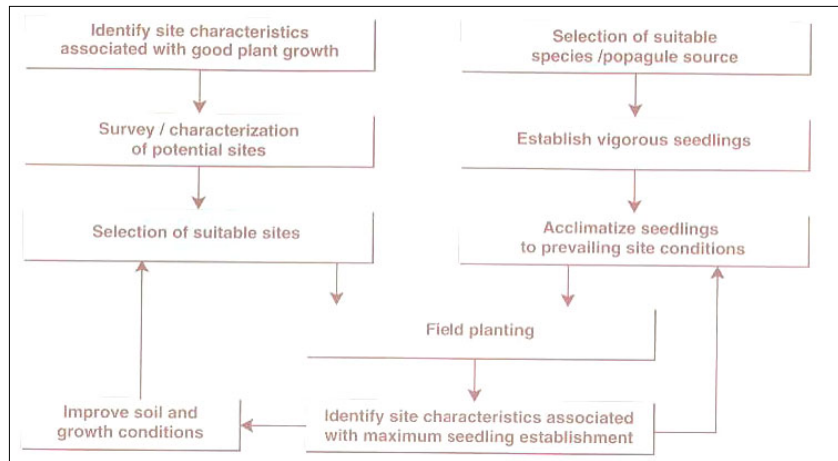 Identify site characteristics
associated with good plant growth
Selection of suitable
species /popagule source
Survey / characterization
of potential sites
Establish vigorous seedlings
Selection of suitable sites
Acclimatize seedlings
to prevailing site conditions
Field planting
Improve soil and
growth conditions
Identify site characteristics associated
with maximum seedling establishment